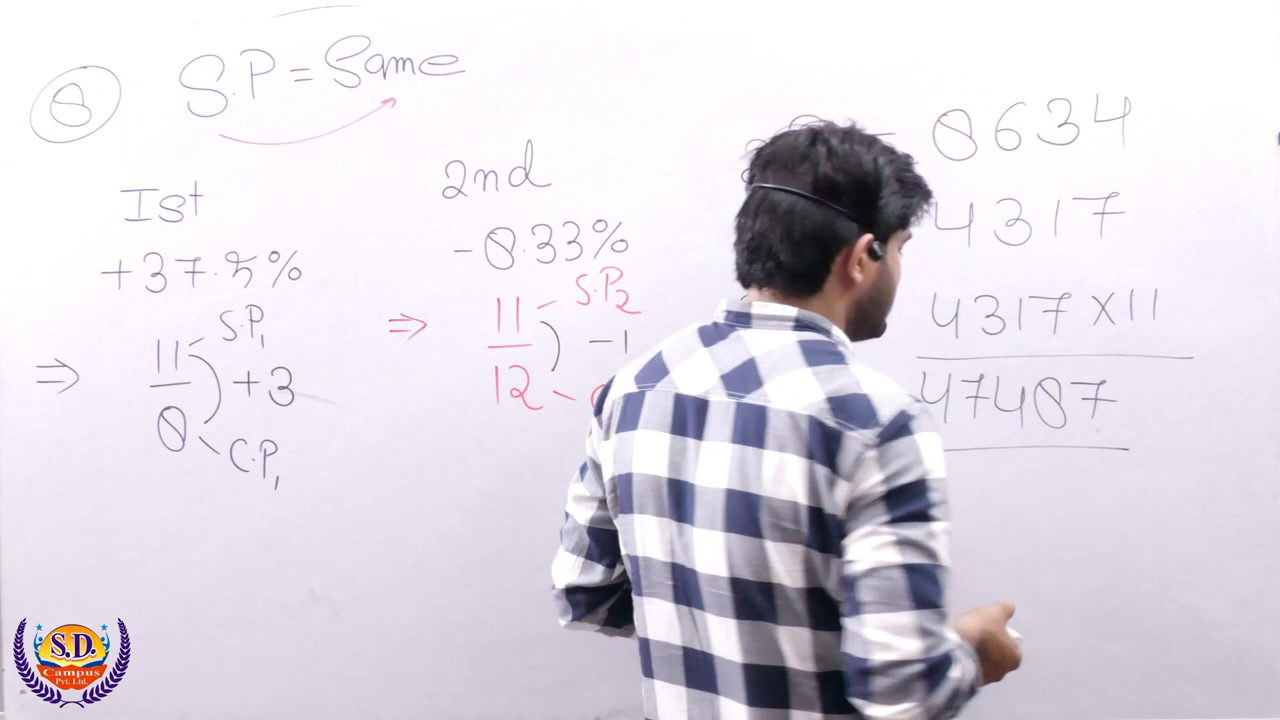 8 S.P = Same
Ist
+37.5%
⇒ 11/8 +3
S.P₁
C.P₁
2nd
-8.33%
⇒ 11/12 -1
S.P₂
8634
4317
4317 X 11
47487
S.D.
Campus
Pvt. Ltd.